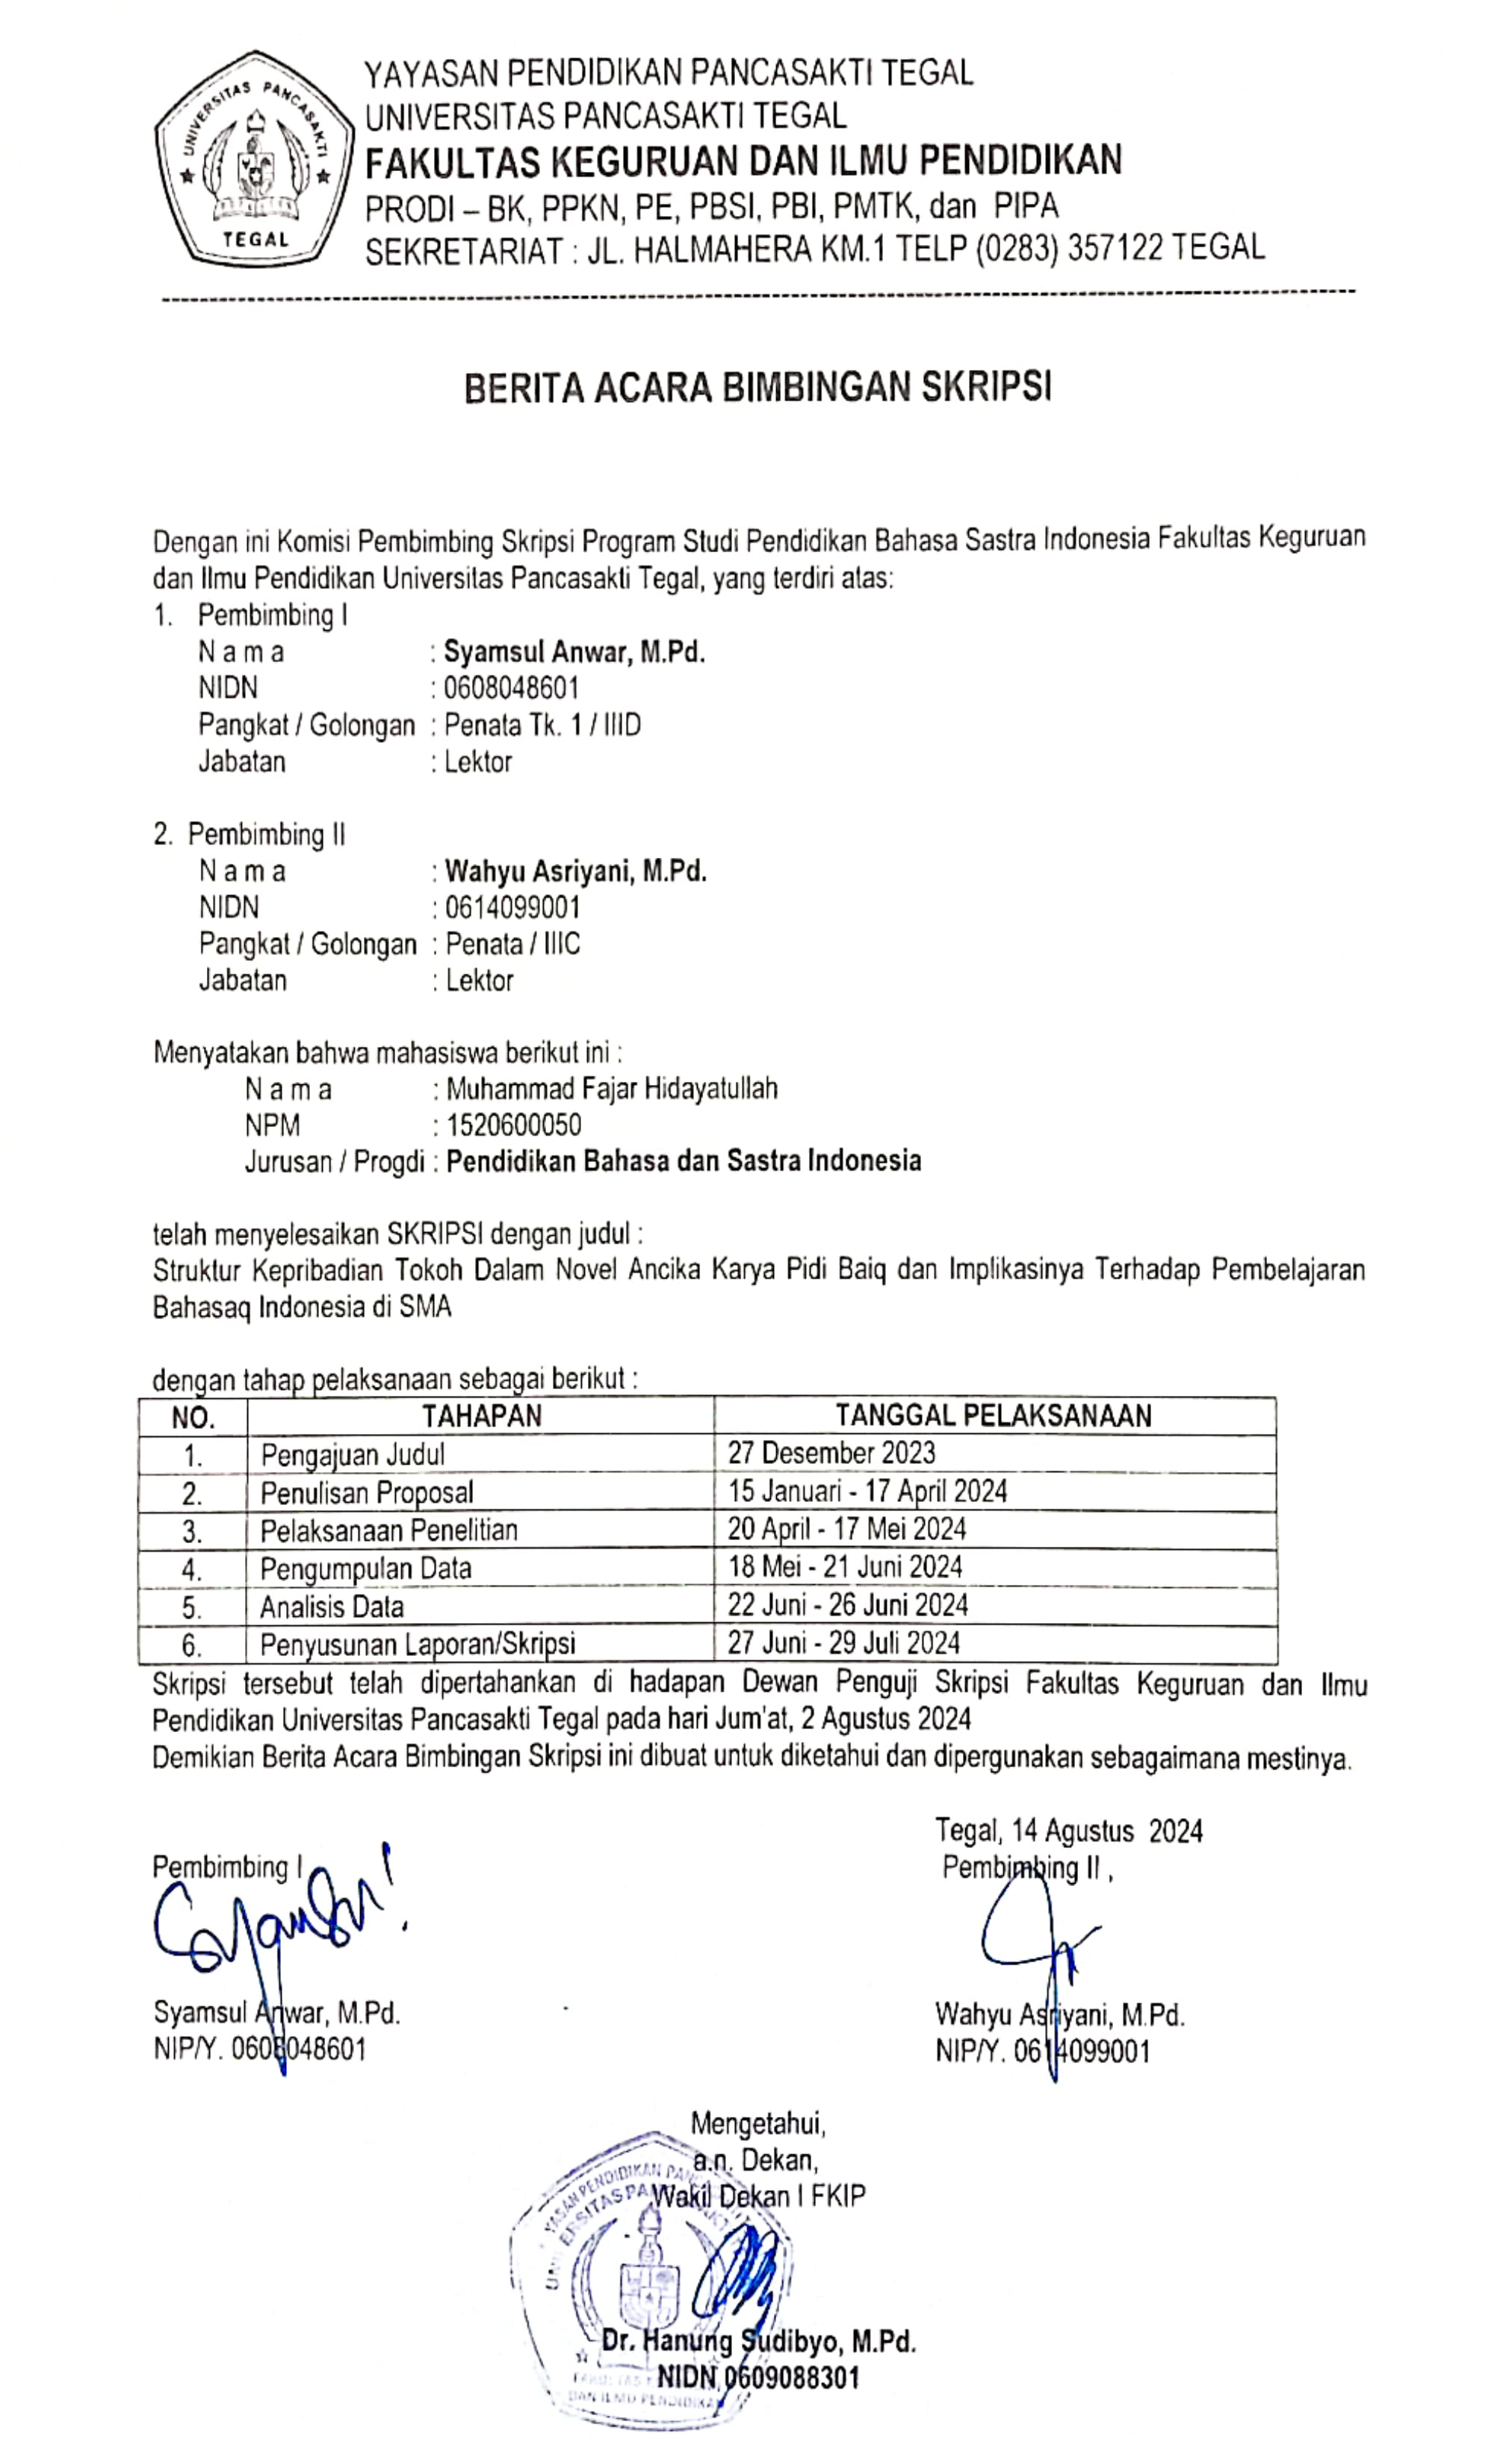 UNIVERSITAS PANCASAKTI
TEGAL
YAYASAN PENDIDIKAN PANCASAKTI TEGAL
UNIVERSITAS PANCASAKTI TEGAL
FAKULTAS KEGURUAN DAN ILMU PENDIDIKAN
PRODI – BK, PPKN, PE, PBSI, PBI, PMTK, dan PIPA
SEKRETARIAT : JL. HALMAHERA KM.1 TELP (0283) 357122 TEGAL
BERITA ACARA BIMBINGAN SKRIPSI
Dengan ini Komisi Pembimbing Skripsi Program Studi Pendidikan Bahasa Sastra Indonesia Fakultas Keguruan
dan Ilmu Pendidikan Universitas Pancasakti Tegal, yang terdiri atas:
1. Pembimbing I
N a m a : Syamsul Anwar, M.Pd.
NIDN : 0608048601
Pangkat / Golongan : Penata Tk. 1 / IIID
Jabatan : Lektor
2. Pembimbing II
N a m a : Wahyu Asriyani, M.Pd.
NIDN : 0614099001
Pangkat / Golongan : Penata / IIIC
Jabatan : Lektor
Menyatakan bahwa mahasiswa berikut ini :
N a m a : Muhammad Fajar Hidayatullah
NPM : 1520600050
Jurusan / Progdi : Pendidikan Bahasa dan Sastra Indonesia
telah menyelesaikan SKRIPSI dengan judul :
Struktur Kepribadian Tokoh Dalam Novel Ancika Karya Pidi Baiq dan Implikasinya Terhadap Pembelajaran
Bahasaq Indonesia di SMA
dengan tahap pelaksanaan sebagai berikut :
NO. TAHAPAN TANGGAL PELAKSANAAN
1. Pengajuan Judul 27 Desember 2023
2. Penulisan Proposal 15 Januari - 17 April 2024
3. Pelaksanaan Penelitian 20 April - 17 Mei 2024
4. Pengumpulan Data 18 Mei - 21 Juni 2024
5. Analisis Data 22 Juni - 26 Juni 2024
6. Penyusunan Laporan/Skripsi 27 Juni - 29 Juli 2024
Skripsi tersebut telah dipertahankan di hadapan Dewan Penguji Skripsi Fakultas Keguruan dan Ilmu
Pendidikan Universitas Pancasakti Tegal pada hari Jum'at, 2 Agustus 2024
Demikian Berita Acara Bimbingan Skripsi ini dibuat untuk diketahui dan dipergunakan sebagaimana mestinya.
Tegal, 14 Agustus 2024
Pembimbing I Pembimbing II ,
Syamsul Anwar, M.Pd. Wahyu Asriyani, M.Pd.
NIP/Y. 0608048601 NIP/Y. 0614099001
Mengetahui,
a.n. Dekan,
Wakil Dekan I FKIP
Dr. Hanung Sudibyo, M.Pd.
NIDN 0609088301
DAN ILMU PENDIDIKAN